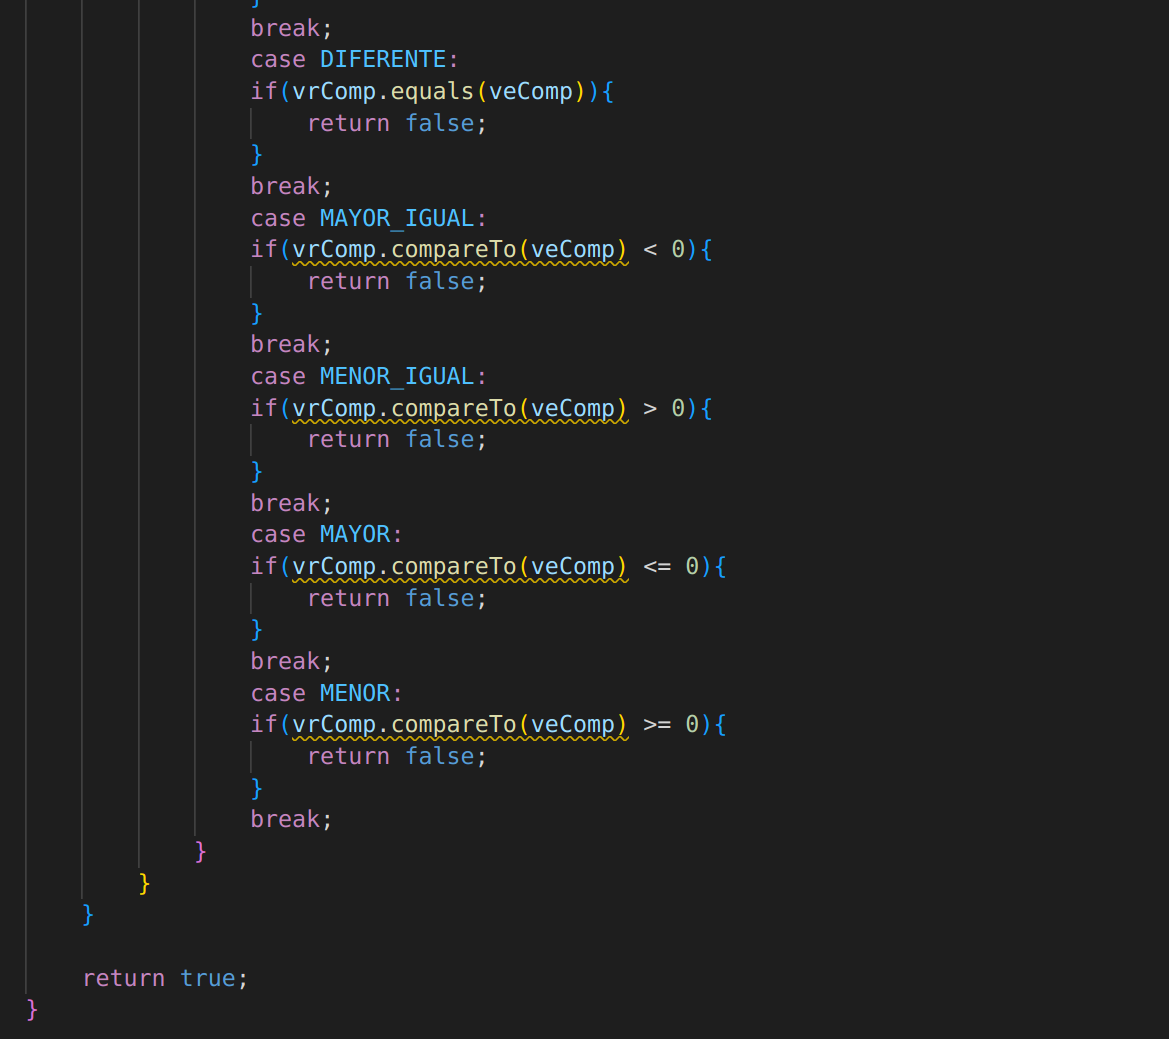 }
break;
case DIFERENTE:
if(vrComp.equals(veComp)){
return false;
}
break;
case MAYOR_IGUAL:
if(vrComp.compareTo(veComp) < 0){
return false;
}
break;
case MENOR_IGUAL:
if(vrComp.compareTo(veComp) > 0){
return false;
}
break;
case MAYOR:
if(vrComp.compareTo(veComp) <= 0){
return false;
}
break;
case MENOR:
if(vrComp.compareTo(veComp) >= 0){
return false;
}
break;
}
}
}
return true;
}